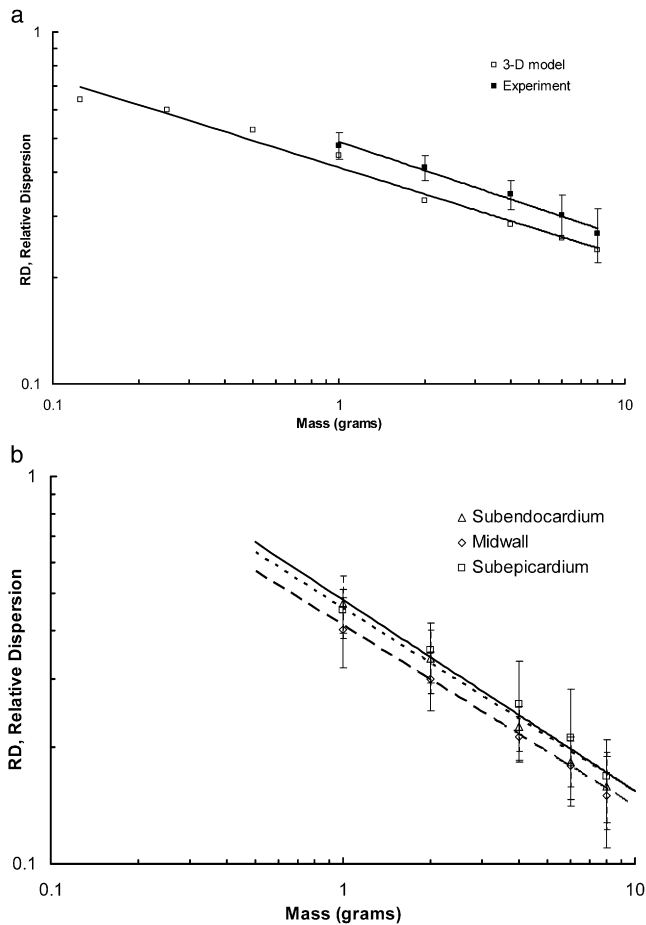 a
1
3-D model
Experiment
RD, Relative Dispersion
0.1
0.1
1
10
Mass (grams)
b
1
Subendocardium
Midwall
Subepicardium
RD, Relative Dispersion
0.1
0.1
1
10
Mass (grams)